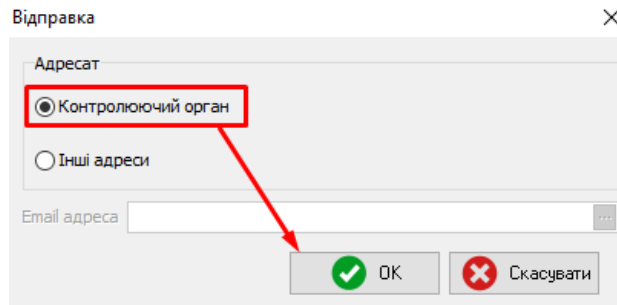 Відправка
Адресат
Контролюючий орган
Інші адреси
Email адреса
...
OK
Скасувати